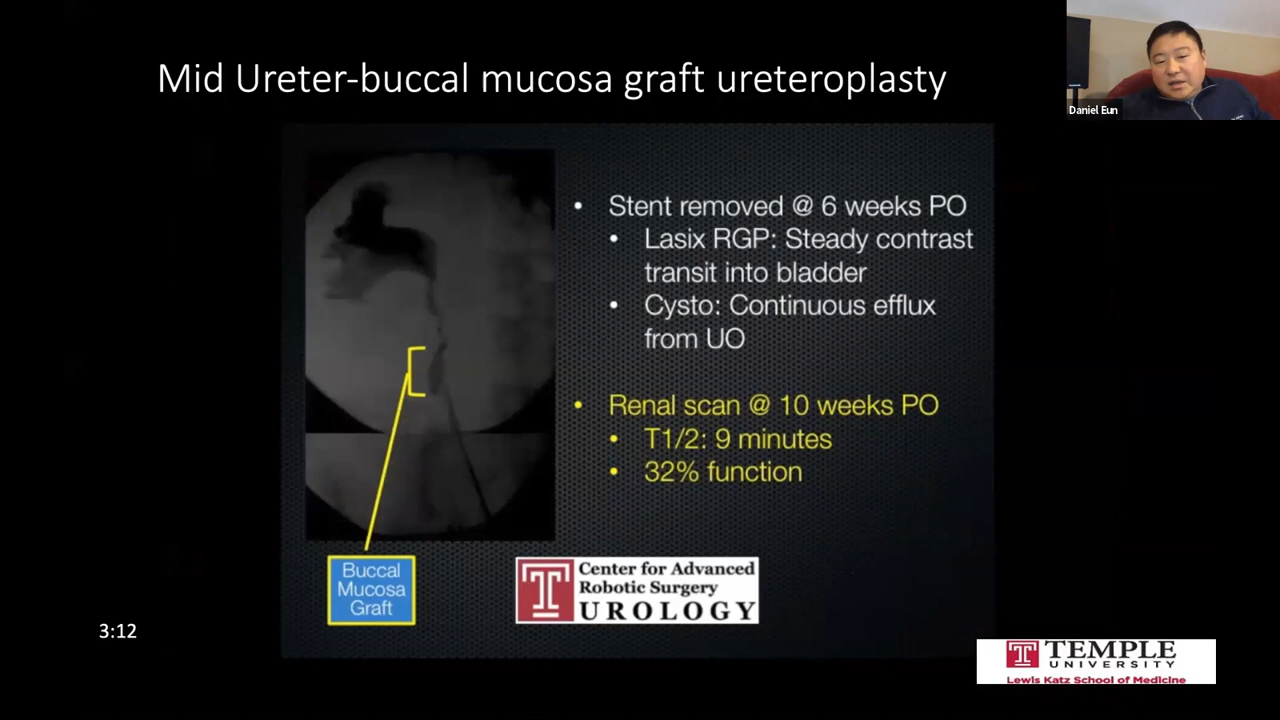 Mid Ureter-buccal mucosa graft ureteroplasty
Daniel Eun
• Stent removed @ 6 weeks PO
• Lasix RGP: Steady contrast
transit into bladder
• Cysto: Continuous efflux
from UO
• Renal scan @ 10 weeks PO
• T1/2: 9 minutes
• 32% function
Buccal
Mucosa
Graft
Center for Advanced
Robotic Surgery
UROLOGY
3:12
TEMPLE
UNIVERSITY
Lewis Katz School of Medicine